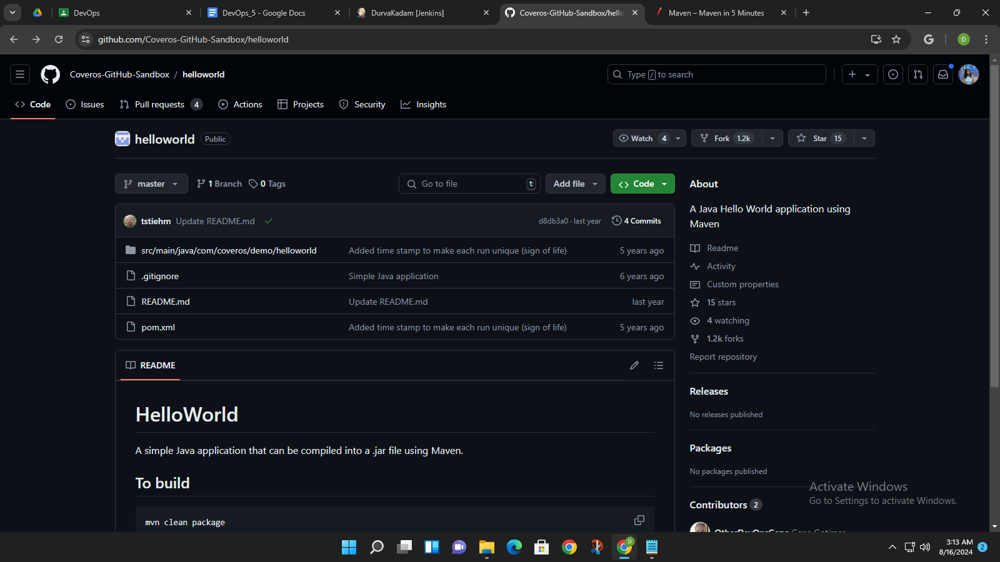 DevOps
DevOps_5 - Google Docs
DurvaKadam [Jenkins]
Coveros-GitHub-Sandbox/hello
Maven – Maven in 5 Minutes
github.com/Coveros-GitHub-Sandbox/helloworld
G
D
Coveros-GitHub-Sandbox / helloworld
Type / to search
Code
Issues
Pull requests 4
Actions
Projects
Security
Insights
helloworld Public
Watch 4
Fork 1.2k
Star 15
master
1 Branch
0 Tags
Go to file t
Add file
Code
About
A Java Hello World application using
Maven
tstiehm Update README.md
d8db3a0 · last year
4 Commits
src/main/java/com/coveros/demo/helloworld Added time stamp to make each run unique (sign of life) 5 years ago
.gitignore Simple Java application 6 years ago
README.md Update README.md last year
pom.xml Added time stamp to make each run unique (sign of life) 5 years ago
Readme
Activity
Custom properties
15 stars
4 watching
1.2k forks
Report repository
README
HelloWorld
A simple Java application that can be compiled into a .jar file using Maven.
To build
mvn clean package
Releases
No releases published
Packages
No packages published
Contributors 2
Activate Windows
Go to Settings to activate Windows.
D
3:13 AM
8/16/2024
2